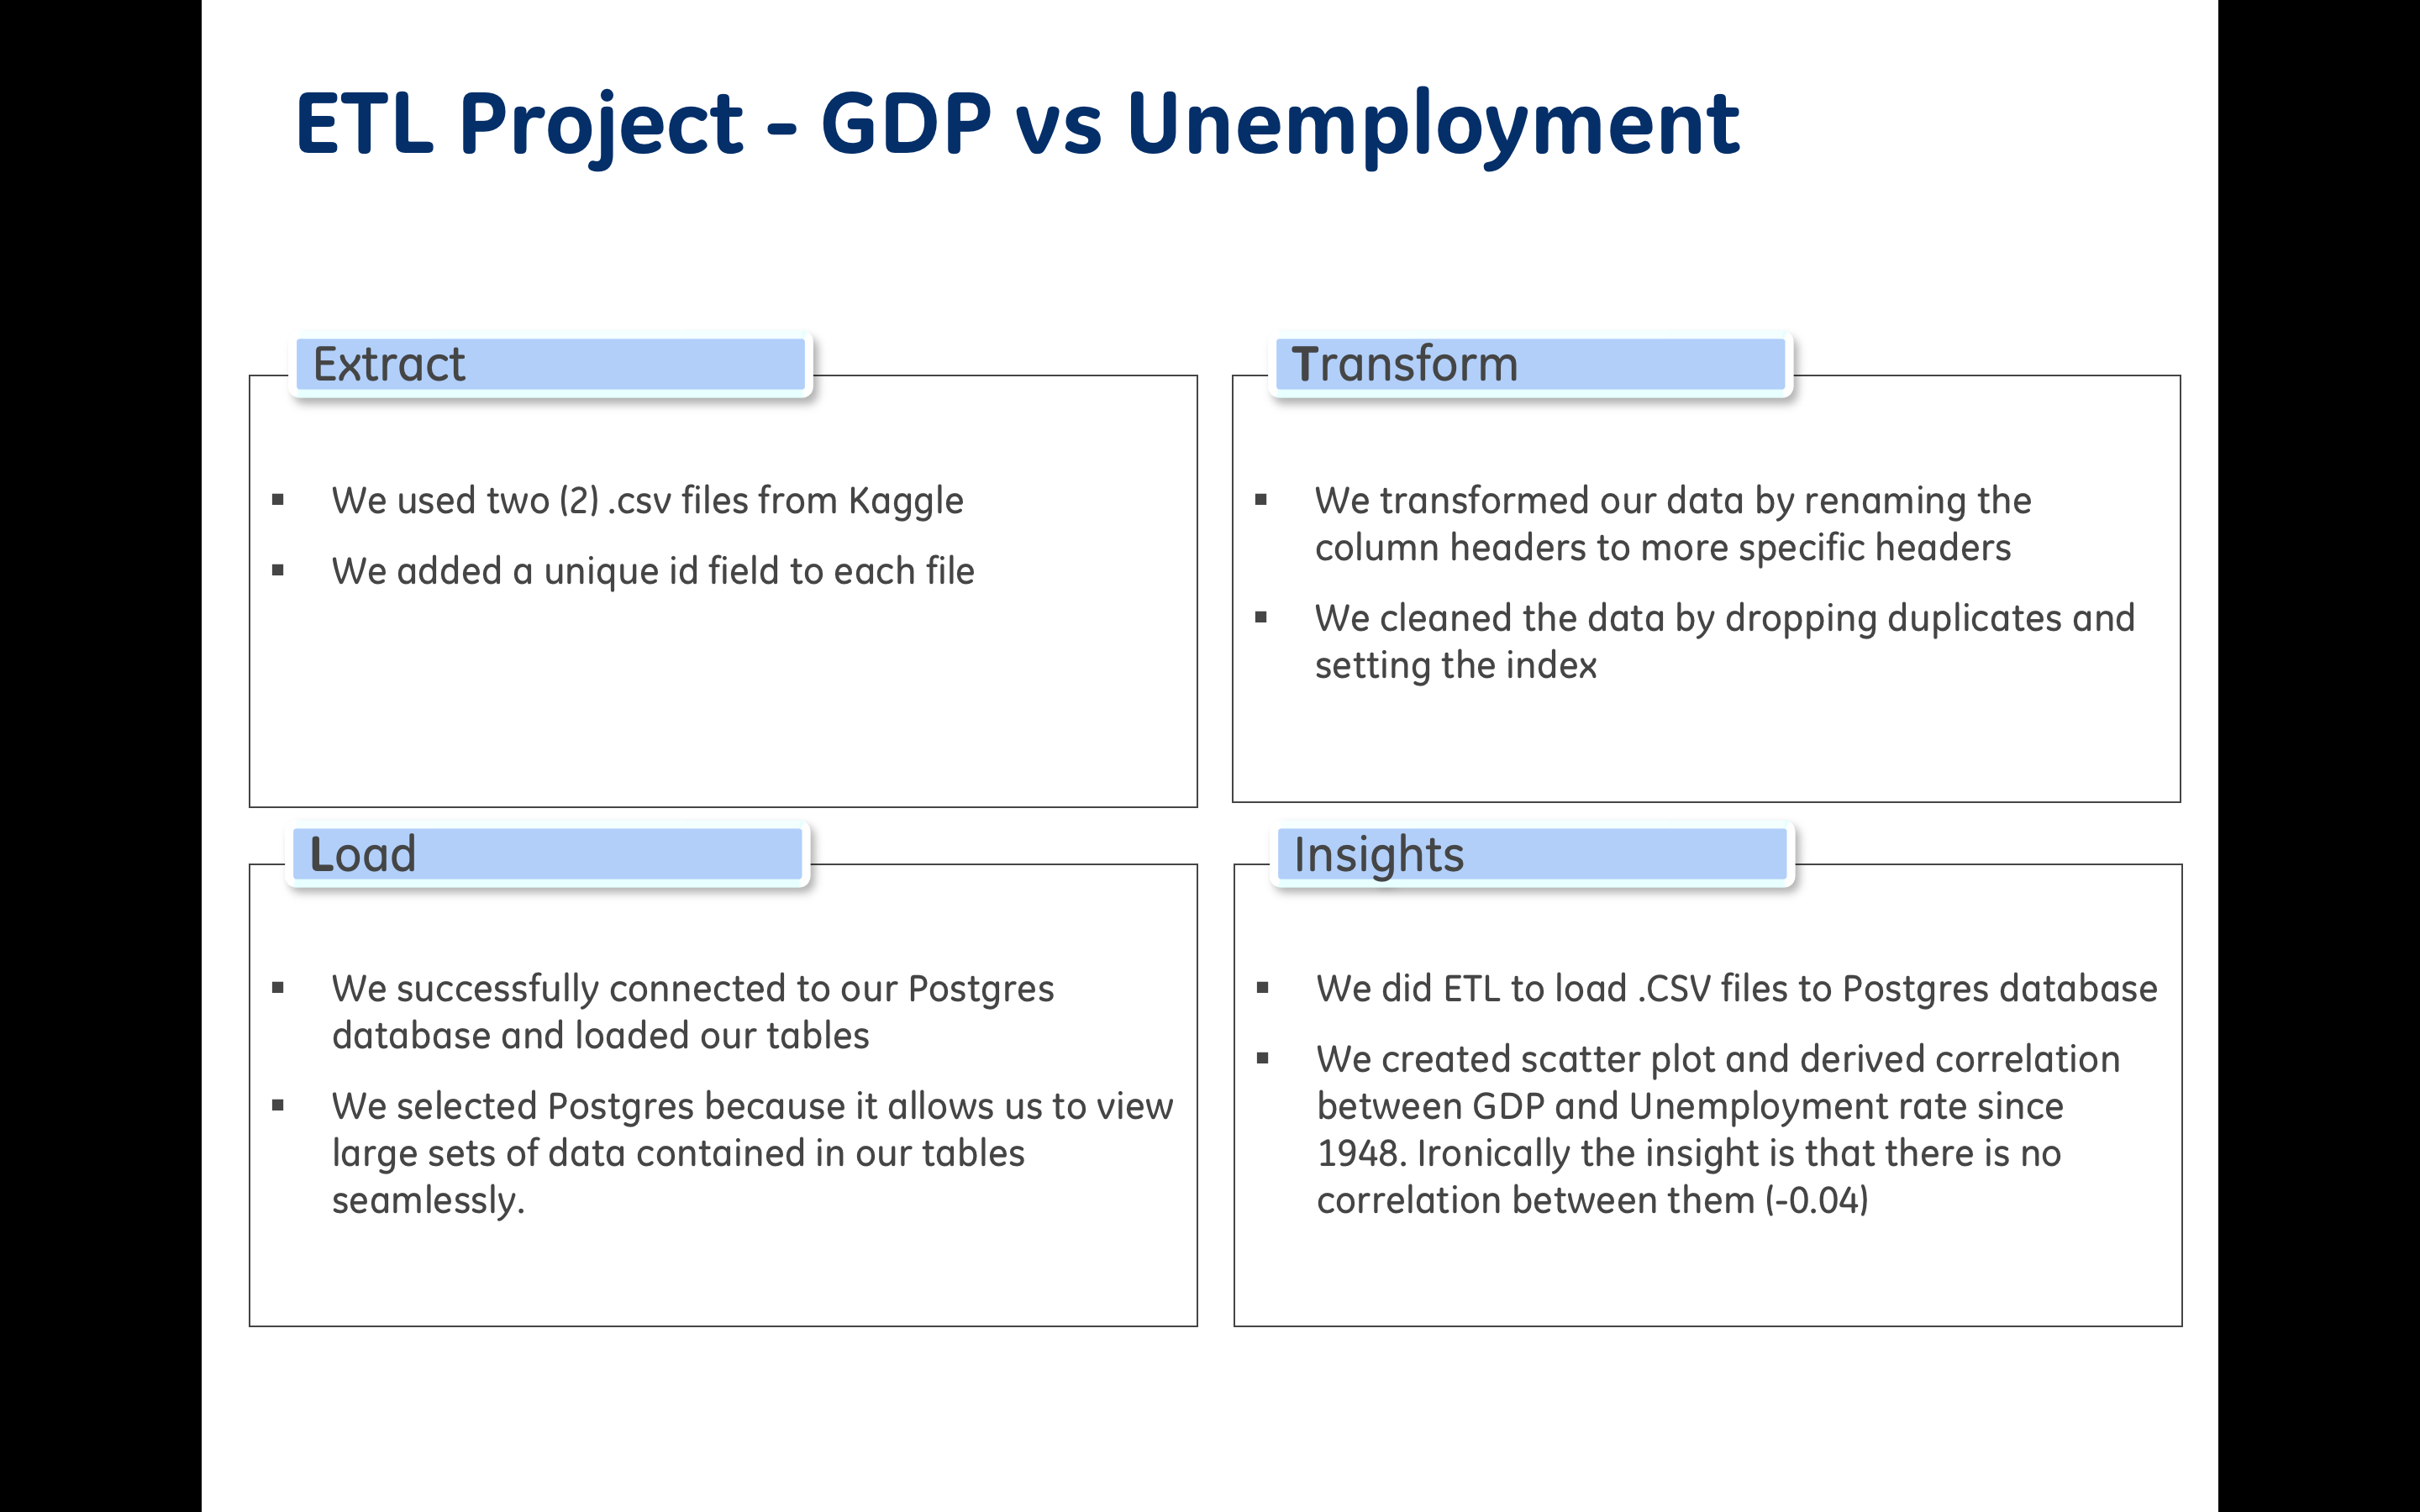 ETL Project - GDP vs Unemployment
Extract
▪ We used two (2) .csv files from Kaggle
▪ We added a unique id field to each file
Transform
▪ We transformed our data by renaming the
column headers to more specific headers
▪ We cleaned the data by dropping duplicates and
setting the index
Load
▪ We successfully connected to our Postgres
database and loaded our tables
▪ We selected Postgres because it allows us to view
large sets of data contained in our tables
seamlessly.
Insights
▪ We did ETL to load .CSV files to Postgres database
▪ We created scatter plot and derived correlation
between GDP and Unemployment rate since
1948. Ironically the insight is that there is no
correlation between them (-0.04)